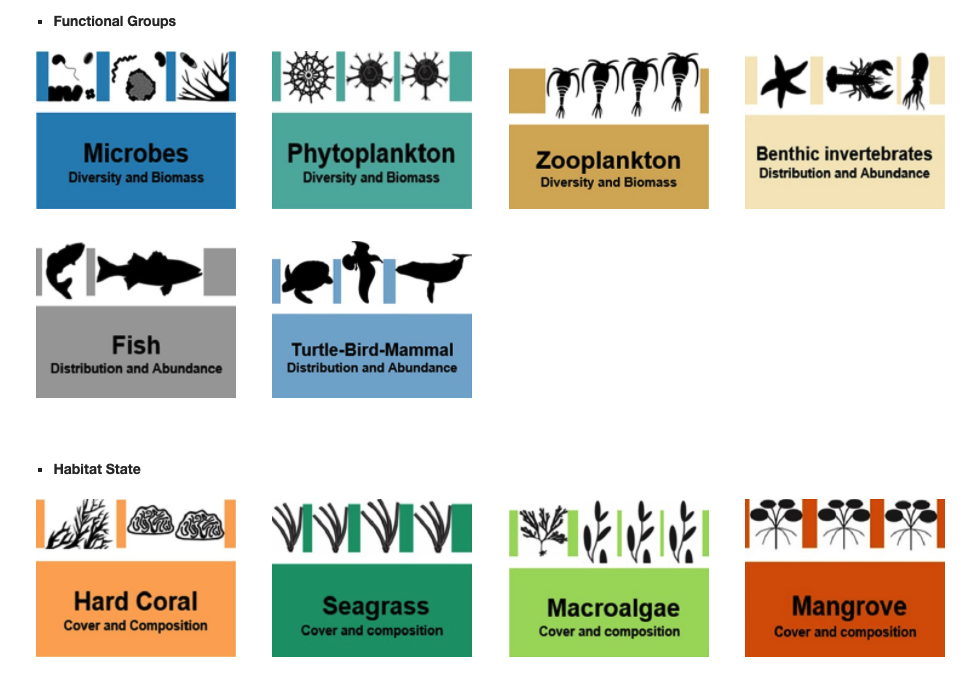 Functional Groups
Microbes
Diversity and Biomass
Phytoplankton
Diversity and Biomass
Zooplankton
Diversity and Biomass
Benthic invertebrates
Distribution and Abundance
Fish
Distribution and Abundance
Turtle-Bird-Mammal
Distribution and Abundance
Habitat State
Hard Coral
Cover and Composition
Seagrass
Cover and composition
Macroalgae
Cover and composition
Mangrove
Cover and composition